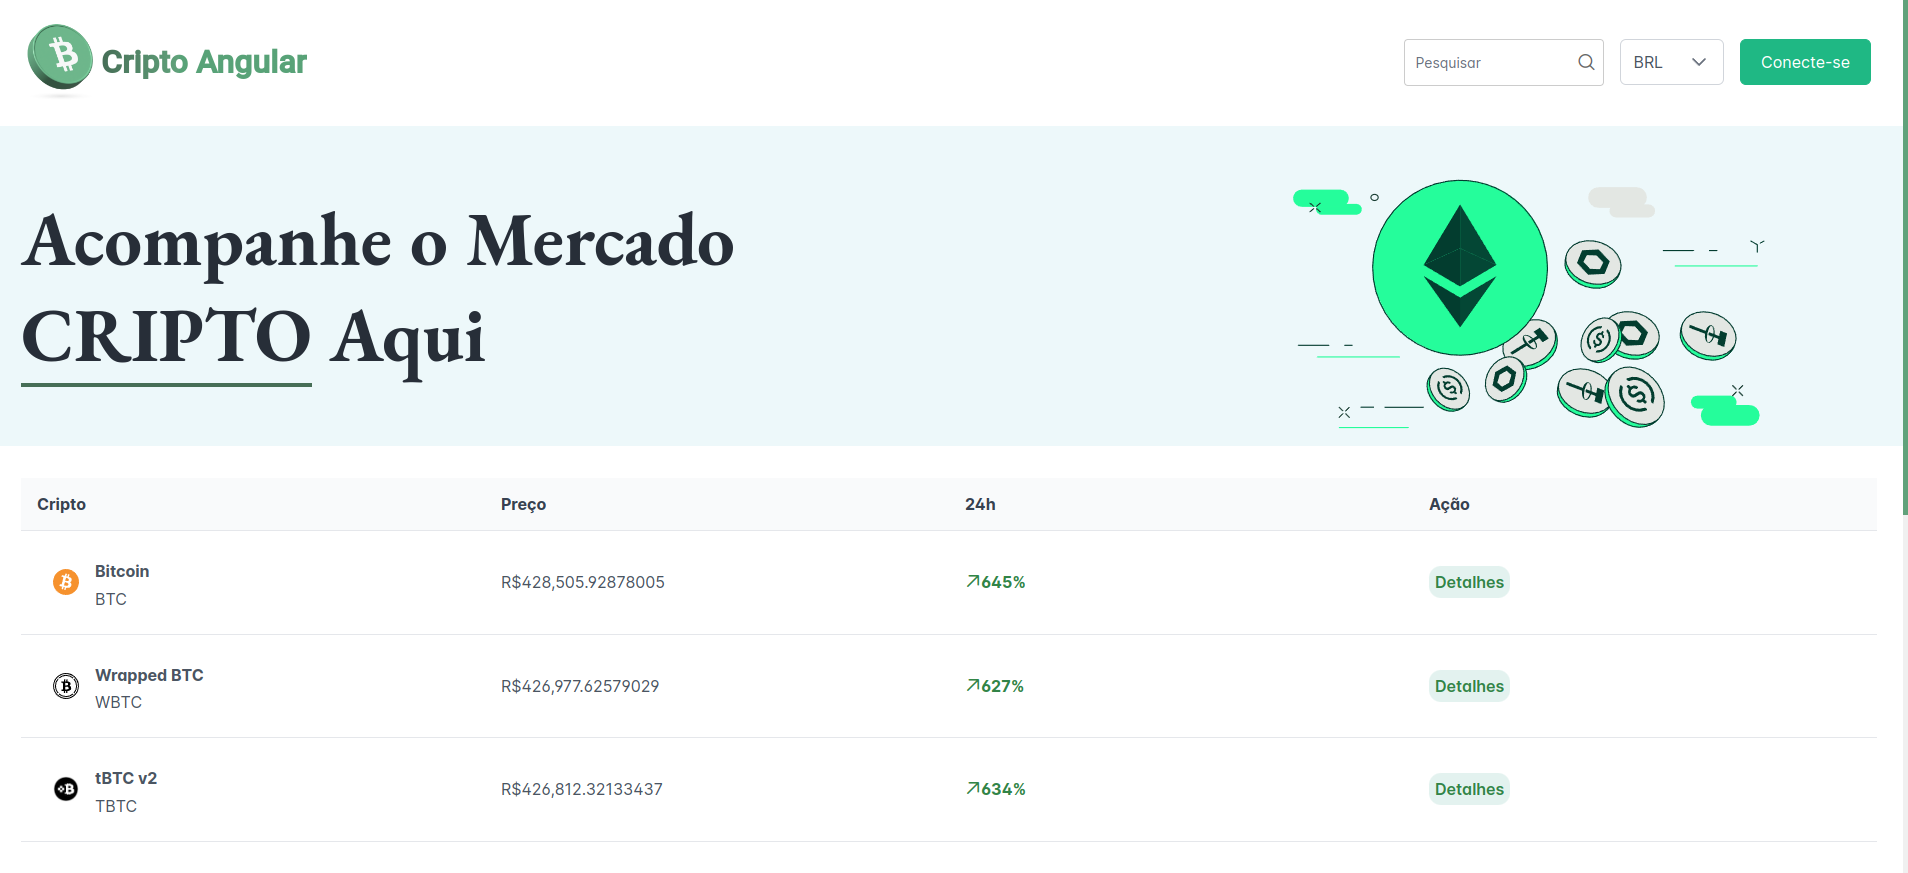 Cripto Angular
Pesquisar
BRL
Conecte-se
Acompanhe o Mercado
CRIPTO Aqui
Cripto Preço 24h Ação
Bitcoin
BTC
R$428,505.92878005
645%
Detalhes
Wrapped BTC
WBTC
R$426,977.62579029
627%
Detalhes
tBTC v2
TBTC
R$426,812.32133437
634%
Detalhes